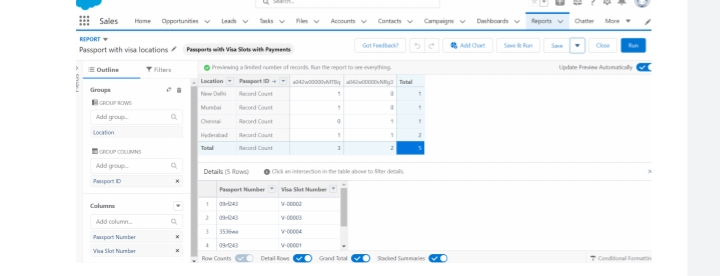 Search...
Sales Home Opportunities Leads Tasks Files Accounts Contacts Campaigns Dashboards Reports Chatter More
REPORT
Passport with visa locations Passports with Visa Slots with Payments Got Feedback? Add Chart Save & Run Save Close Run
Fields
Outline Filters
Previewing a limited number of records. Run the report to see everything. Update Preview Automatically
Groups
GROUP ROWS
Add group...
Location
GROUP COLUMNS
Add group...
Passport ID
Columns
Add column...
Passport Number
Visa Slot Number
Location Passport ID Total
New Delhi Record Count 1 0 1
Mumbai Record Count 1 0 1
Chennai Record Count 0 1 1
Hyderabad Record Count 1 1 2
Total Record Count 3 2 5
Details (5 Rows) Click an intersection in the table above to filter details.
Passport Number Visa Slot Number
1 09rf243 V-00002
2 09rf243 V-00003
3 3536wa V-00004
4 09rf243 V-00001
Row Counts Detail Rows Grand Total Stacked Summaries Conditional Formattin